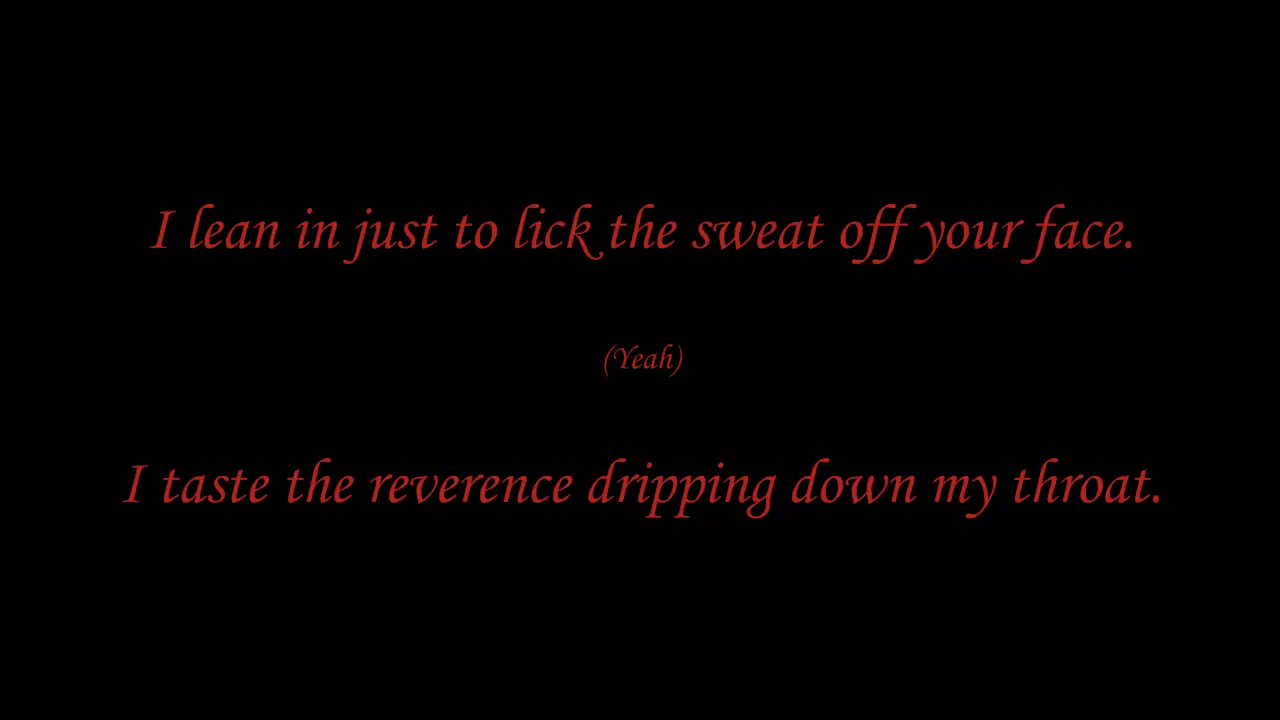 I lean in just to lick the sweat off your face.
(Yeah)
I taste the reverence dripping down my throat.